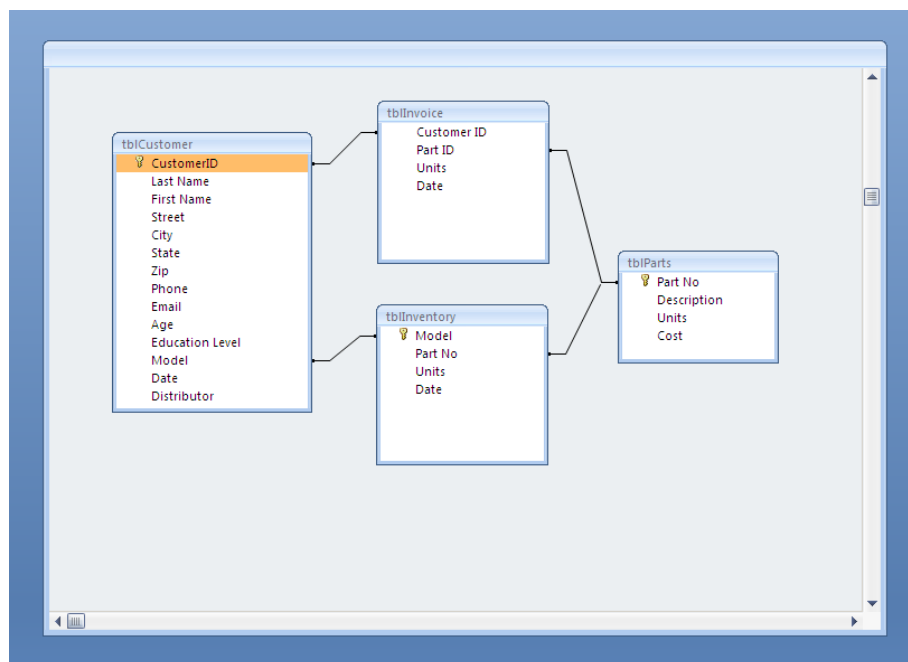 tblCustomer
CustomerID
Last Name
First Name
Street
City
State
Zip
Phone
Email
Age
Education Level
Model
Date
Distributor
tblInvoice
Customer ID
Part ID
Units
Date
tblInventory
Model
Part No
Units
Date
tblParts
Part No
Description
Units
Cost